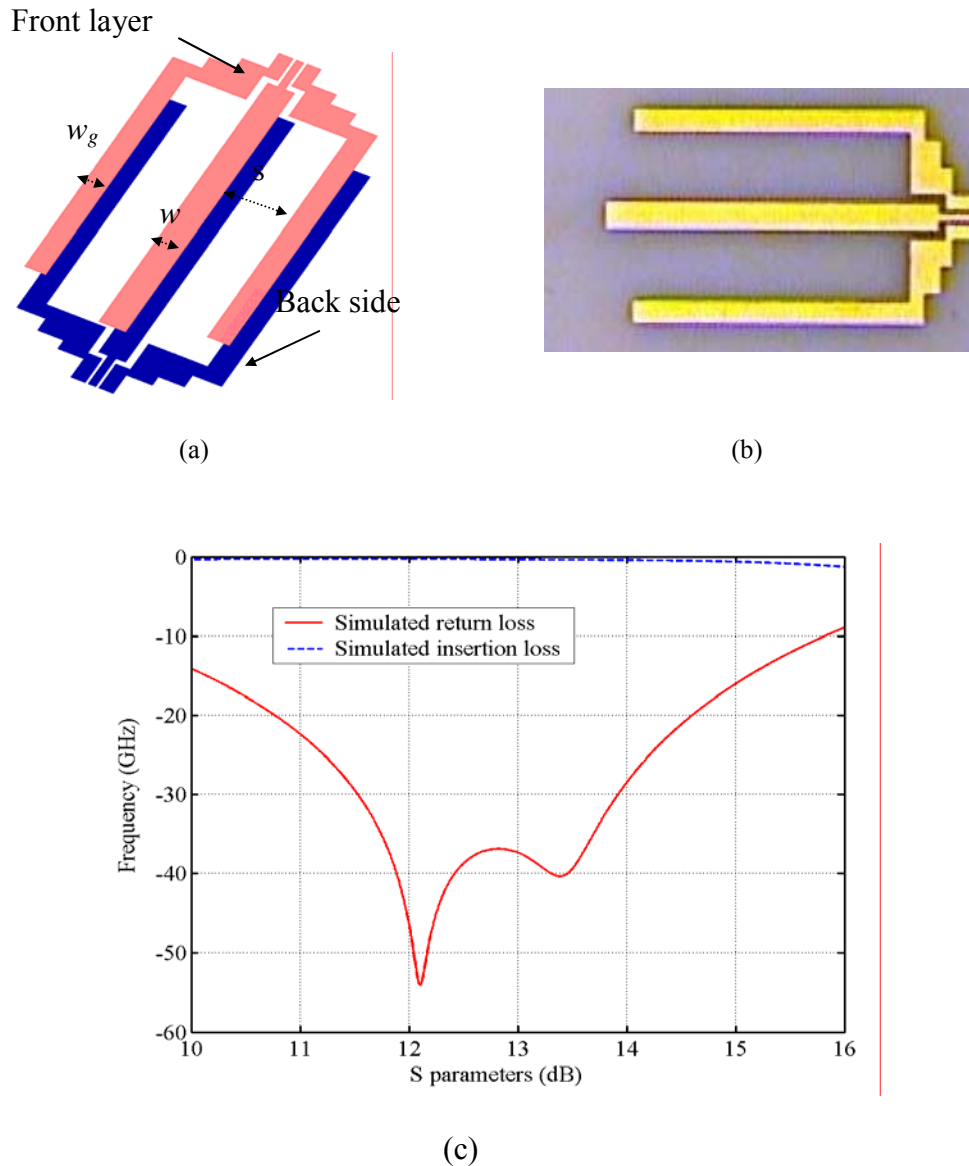 Front layer
wg
s
w
Back side
(a)
(b)
0
-10
-20
-30
-40
-50
-60
Simulated return loss
Simulated insertion loss
Frequency (GHz)
10
11
12
13
14
15
16
S parameters (dB)
(c)